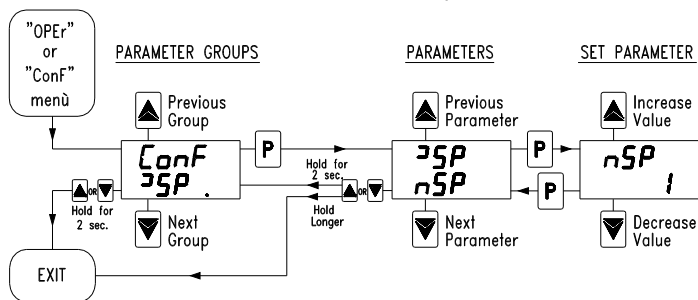 "OPEr"
or
"ConF"
menù
PARAMETER GROUPS
PARAMETERS
SET PARAMETER
Previous
Group
Previous
Parameter
Increase
Value
ConF
SP .
P
Hold for
2 sec.
SP
nSP
P
P
nSP
1
OR
Hold for
2 sec.
OR
Hold
Longer
Next
Group
Next
Parameter
Decrease
Value
EXIT